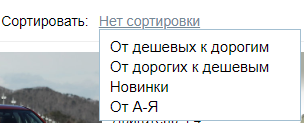 Сортировать: Нет сортировки
От дешевых к дорогим
От дорогих к дешевым
Новинки
От А-Я